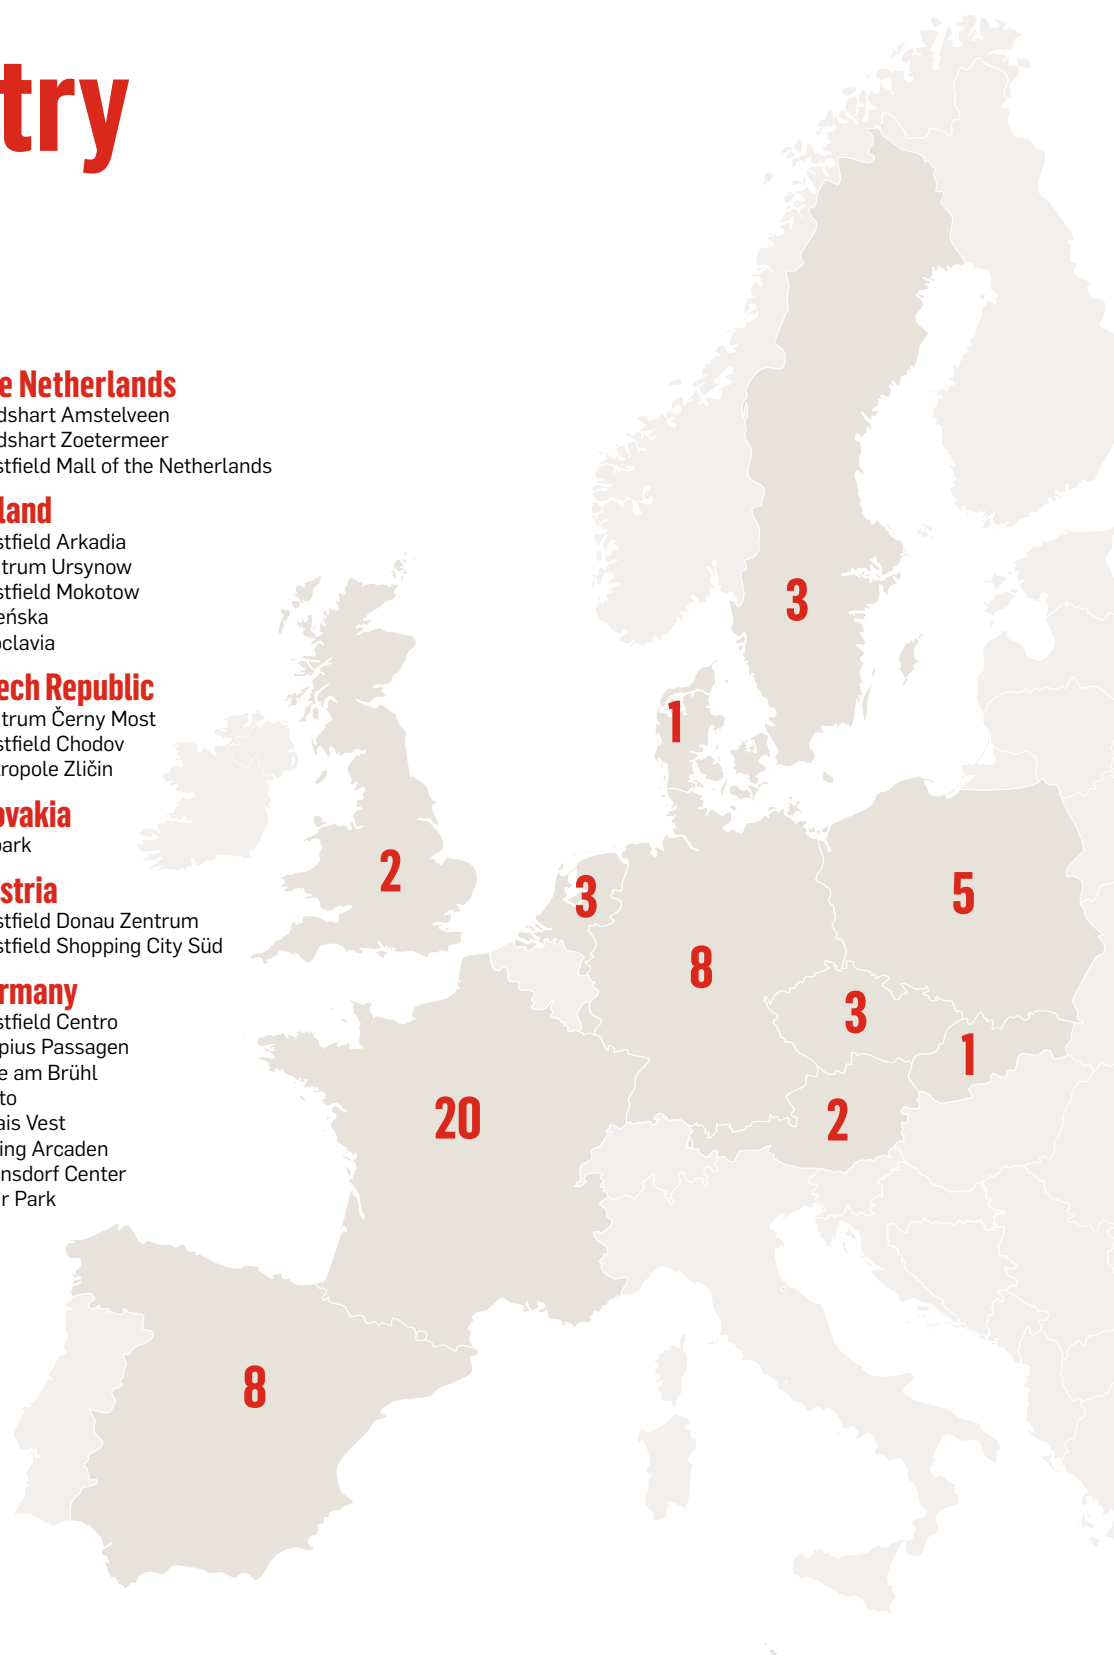 try
e Netherlands
dshart Amstelveen
dshart Zoetermeer
stfield Mall of the Netherlands
land
stfield Arkadia
trum Ursynow
stfield Mokotow
eńska
oclavia
ech Republic
trum Černy Most
stfield Chodov
ropole Zličin
ovakia
park
stria
stfield Donau Zentrum
stfield Shopping City Süd
rmany
stfield Centro
pius Passagen
e am Brühl
to
ais Vest
ing Arcaden
nsdorf Center
r Park
3
1
2
3
5
8
3
1
20
2
8